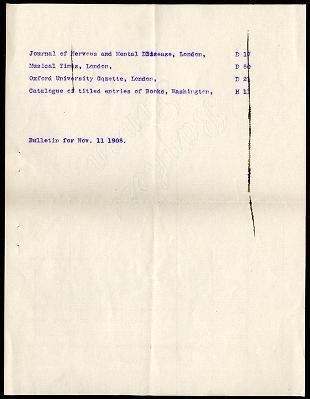 Journal of Nervous and Mental Disease, London, D 17
Musical Times, London, D 50
Oxford University Gazette, London, D 21
Catalogue of titled entries of Books, Washington, H 11
Bulletin for Nov. 11 1908.